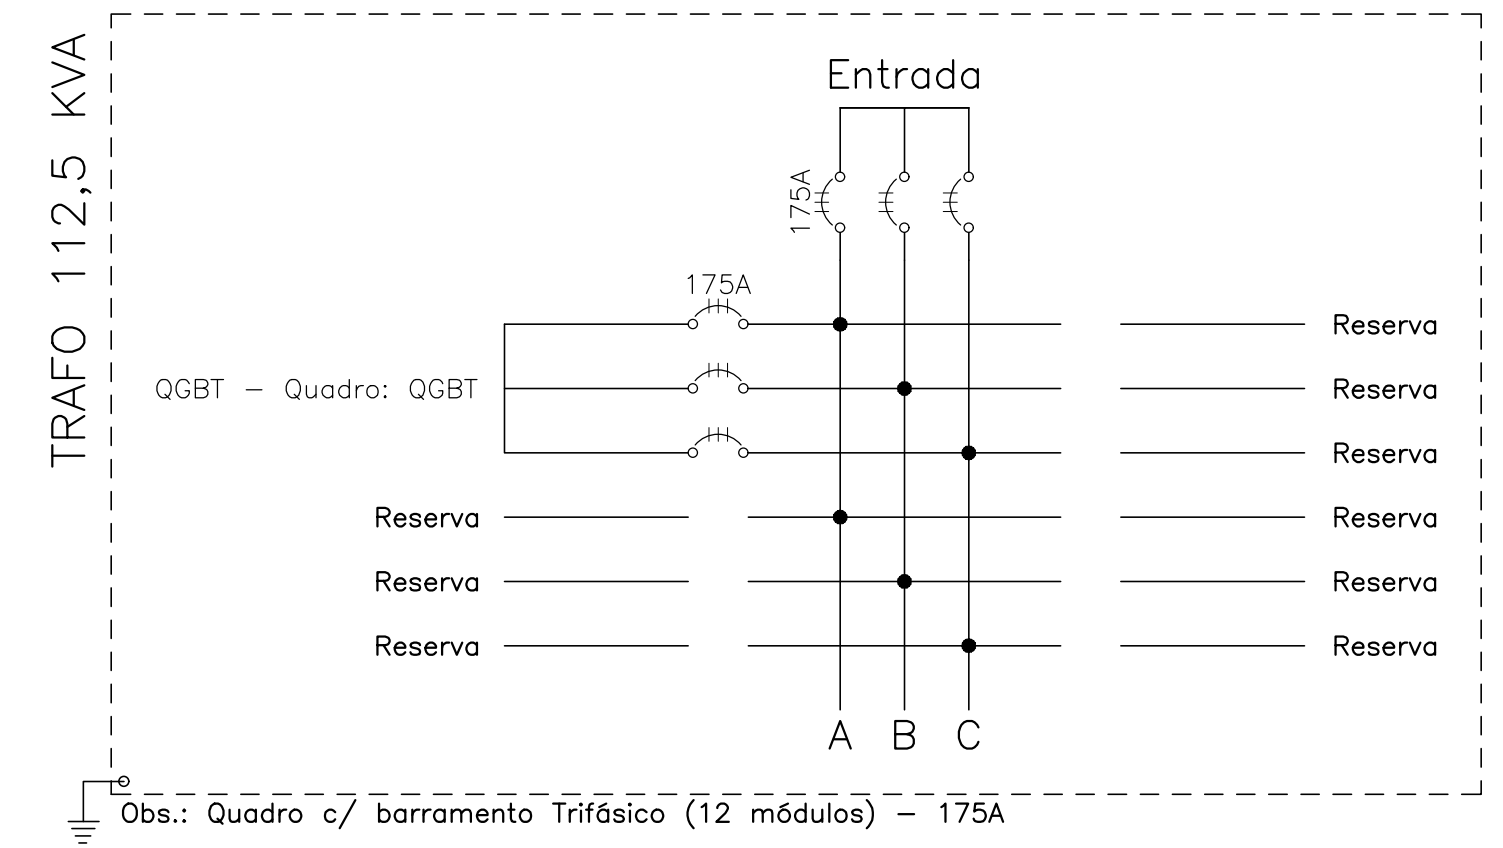 TRAFO 112,5 KVA
Entrada
175A
175A
Reserva
QGBT - Quadro: QGBT
Reserva
Reserva
Reserva
Reserva
Reserva
Reserva
Reserva
Reserva
A B C
Obs.: Quadro c/ barramento Trifásico (12 módulos) - 175A